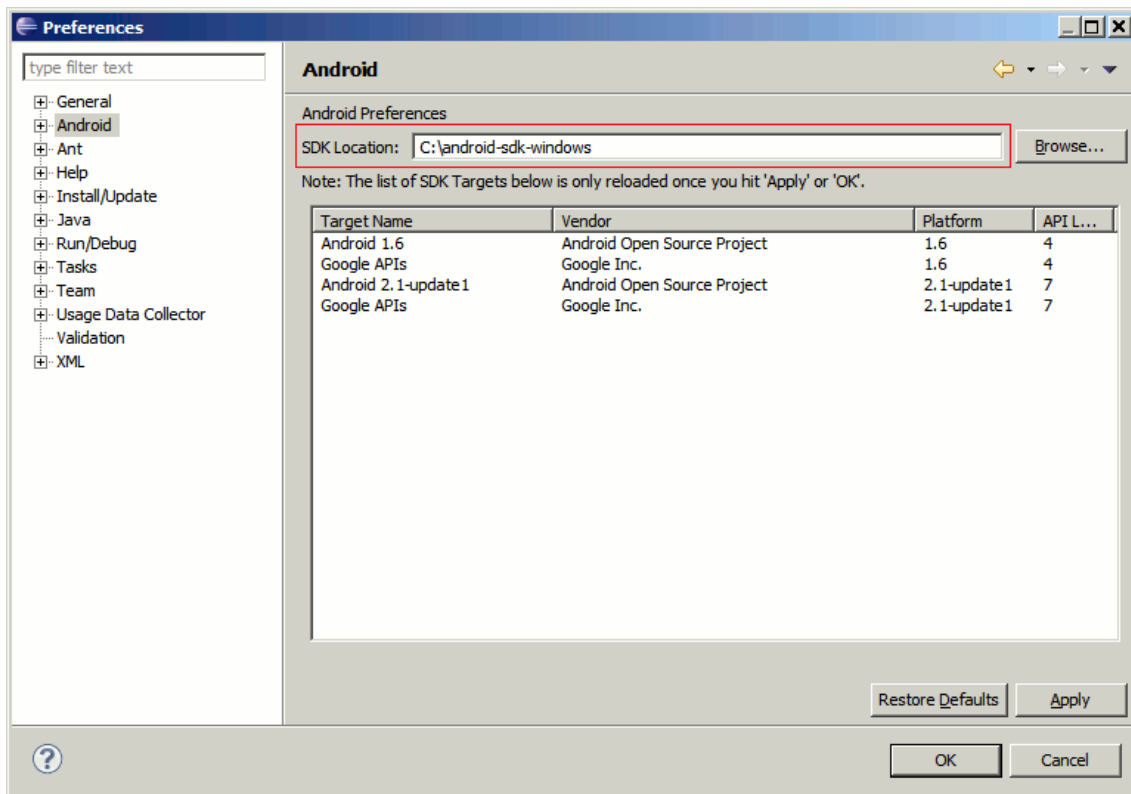 Preferences
type filter text
General
Android
Ant
Help
Install/Update
Java
Run/Debug
Tasks
Team
Usage Data Collector
Validation
XML
Android
Android Preferences
SDK Location: C:\android-sdk-windows Browse...
Note: The list of SDK Targets below is only reloaded once you hit 'Apply' or 'OK'.
Target Name Vendor Platform API L...
Android 1.6 Android Open Source Project 1.6 4
Google APIs Google Inc. 1.6 4
Android 2.1-update1 Android Open Source Project 2.1-update1 7
Google APIs Google Inc. 2.1-update1 7
Restore Defaults Apply
? OK Cancel